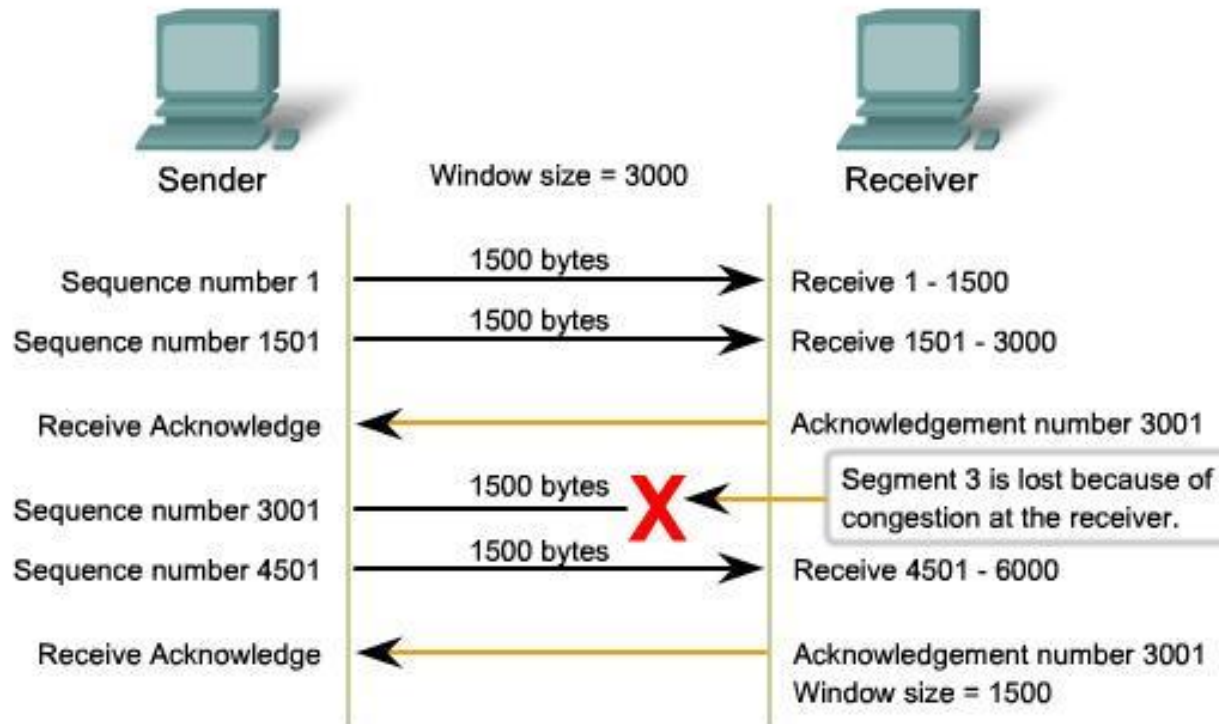 Sender
Window size = 3000
Receiver
Sequence number 1
1500 bytes
Receive 1 - 1500
Sequence number 1501
1500 bytes
Receive 1501 - 3000
Receive Acknowledge
Acknowledgement number 3001
Sequence number 3001
1500 bytes
X
Segment 3 is lost because of
congestion at the receiver.
Sequence number 4501
1500 bytes
Receive 4501 - 6000
Receive Acknowledge
Acknowledgement number 3001
Window size = 1500